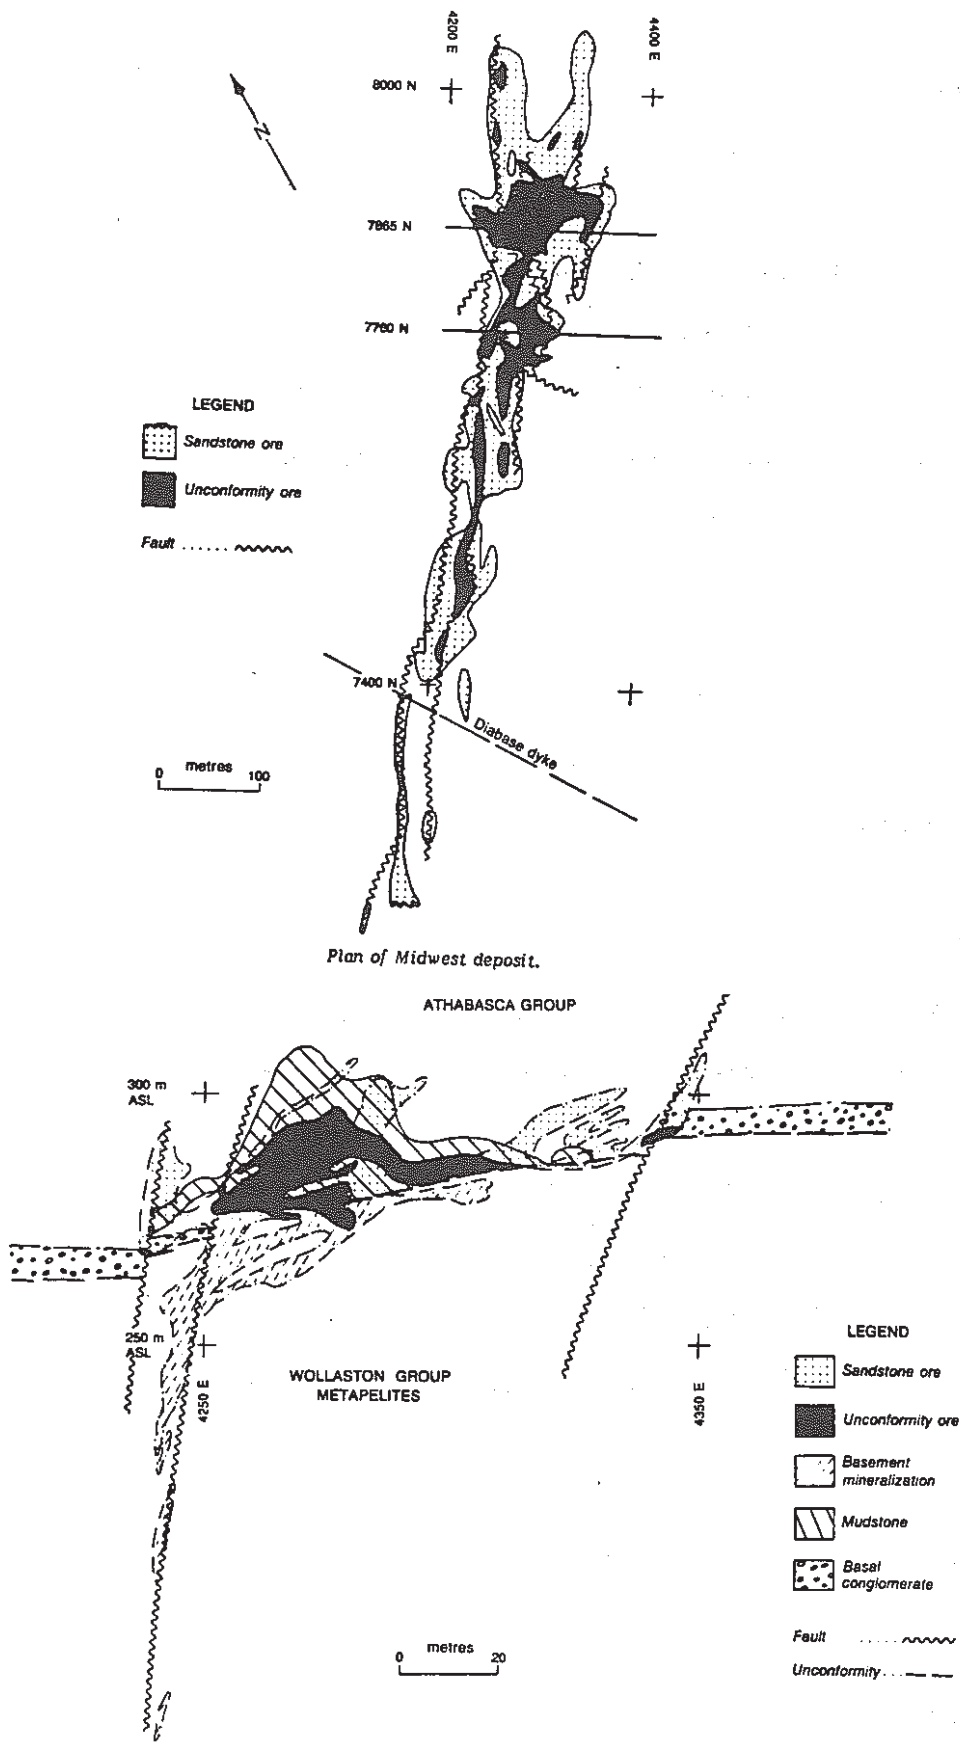 4200 E
4400 E
8000 N
N
7865 N
7760 N
LEGEND
Sandstone ore
Unconformity ore
Fault ......
7400 N
Diabase dyke
metres
0 100
Plan of Midwest deposit.
ATHABASCA GROUP
300 m
ASL
250 m
ASL
4250 E
WOLLASTON GROUP
METAPELITES
4350 E
LEGEND
Sandstone ore
Unconformity ore
Basement
mineralization
Mudstone
Basal
conglomerate
Fault .....
Unconformity...
metres
0 20